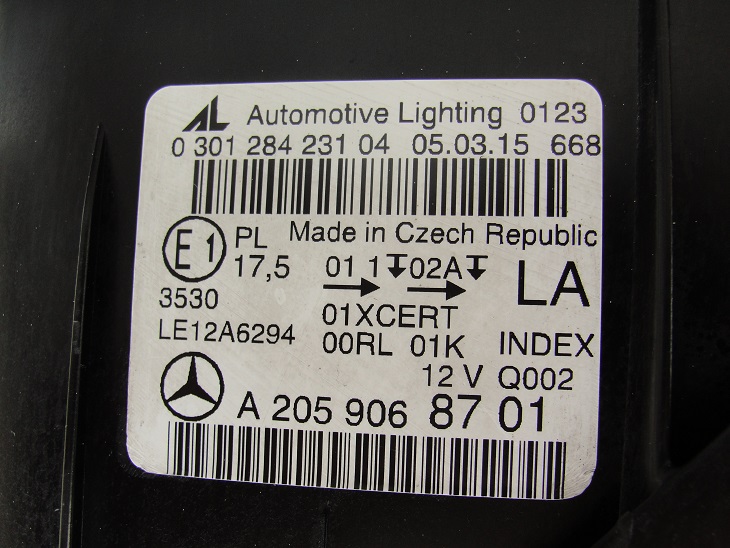 AL Automotive Lighting 0123
0 301 284 231 04 05.03.15 668
E1 PL Made in Czech Republic
17,5 01 1 02A LA
3530 01XCERT
LE12A6294 00RL 01K INDEX
12 V Q002
A 205 906 87 01